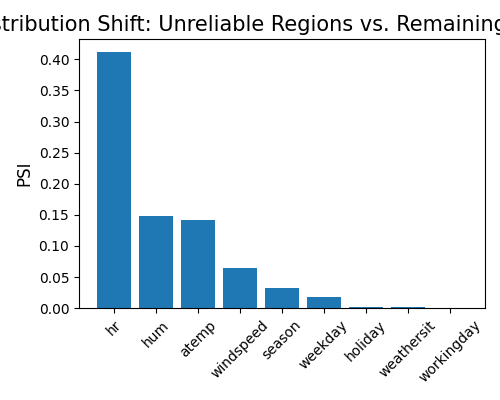 stribution Shift: Unreliable Regions vs. Remaining
PSI
0.40
0.35
0.30
0.25
0.20
0.15
0.10
0.05
0.00
hr
hum
atemp
windspeed
season
weekday
holiday
weathersit
workingday